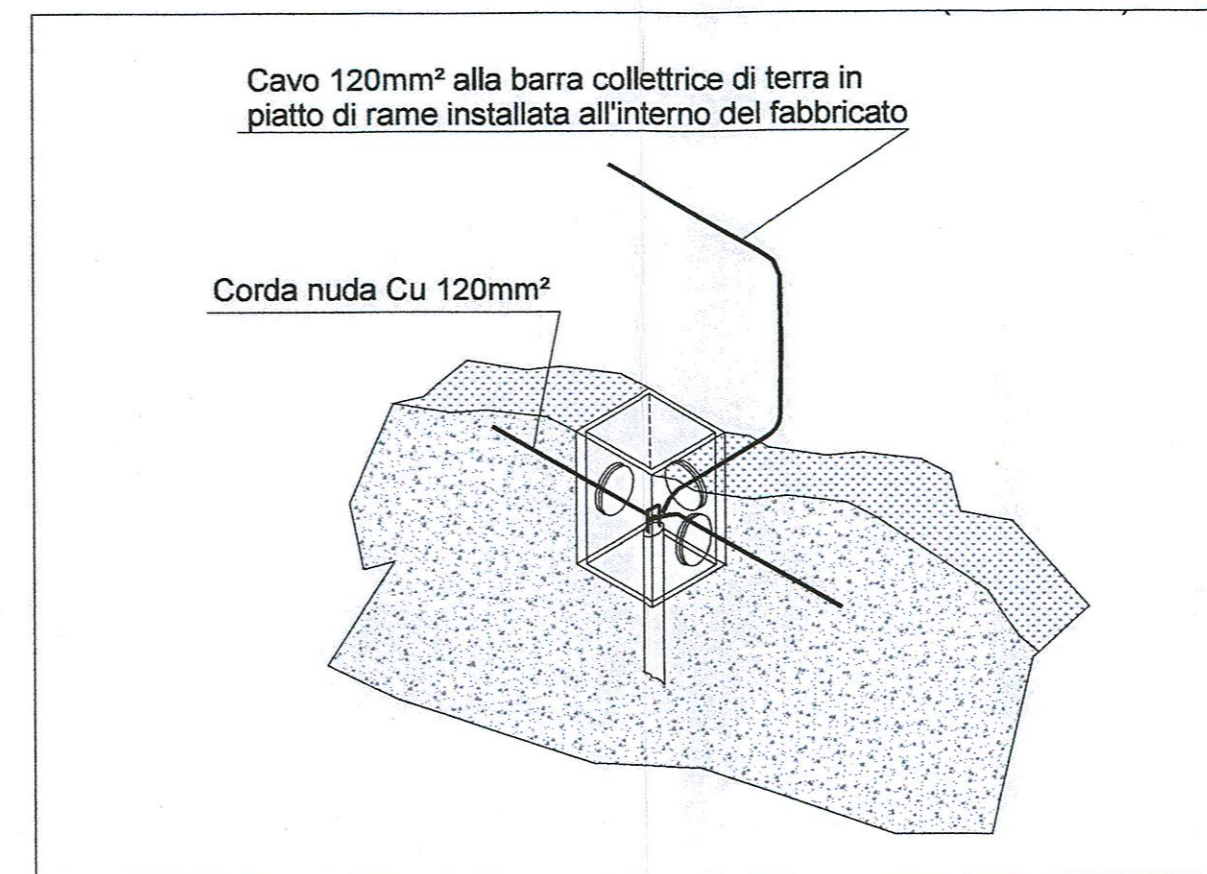 Cavo 120mm² alla barra collettrice di terra in
piatto di rame installata all'interno del fabbricato
Corda nuda Cu 120mm²